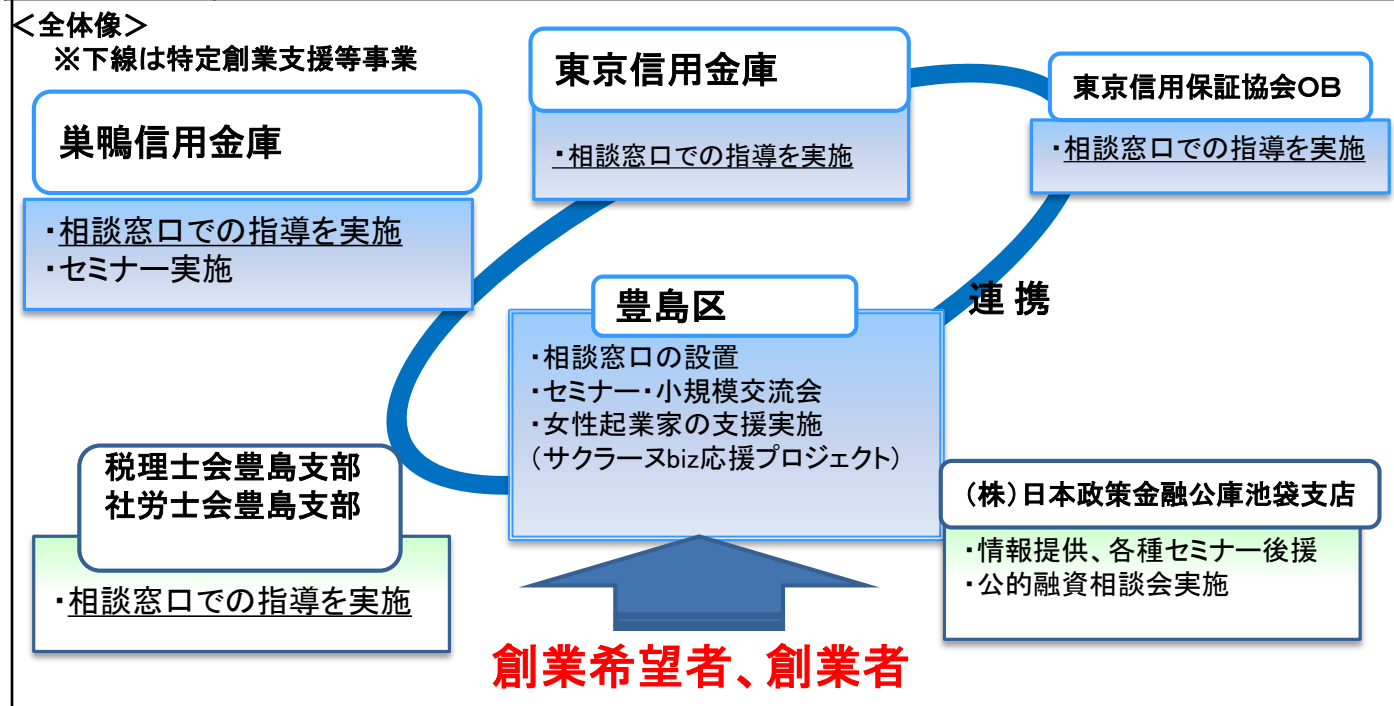 ＜全体像＞
※下線は特定創業支援等事業
巣鴨信用金庫
・相談窓口での指導を実施
・セミナー実施
東京信用金庫
・相談窓口での指導を実施
東京信用保証協会ＯＢ
・相談窓口での指導を実施
連 携
豊島区
・相談窓口の設置
・セミナー・小規模交流会
・女性起業家の支援実施
（サクラーヌbiz応援プロジェクト）
税理士会豊島支部
社労士会豊島支部
・相談窓口での指導を実施
（株）日本政策金融公庫池袋支店
・情報提供、各種セミナー後援
・公的融資相談会実施
創業希望者、創業者